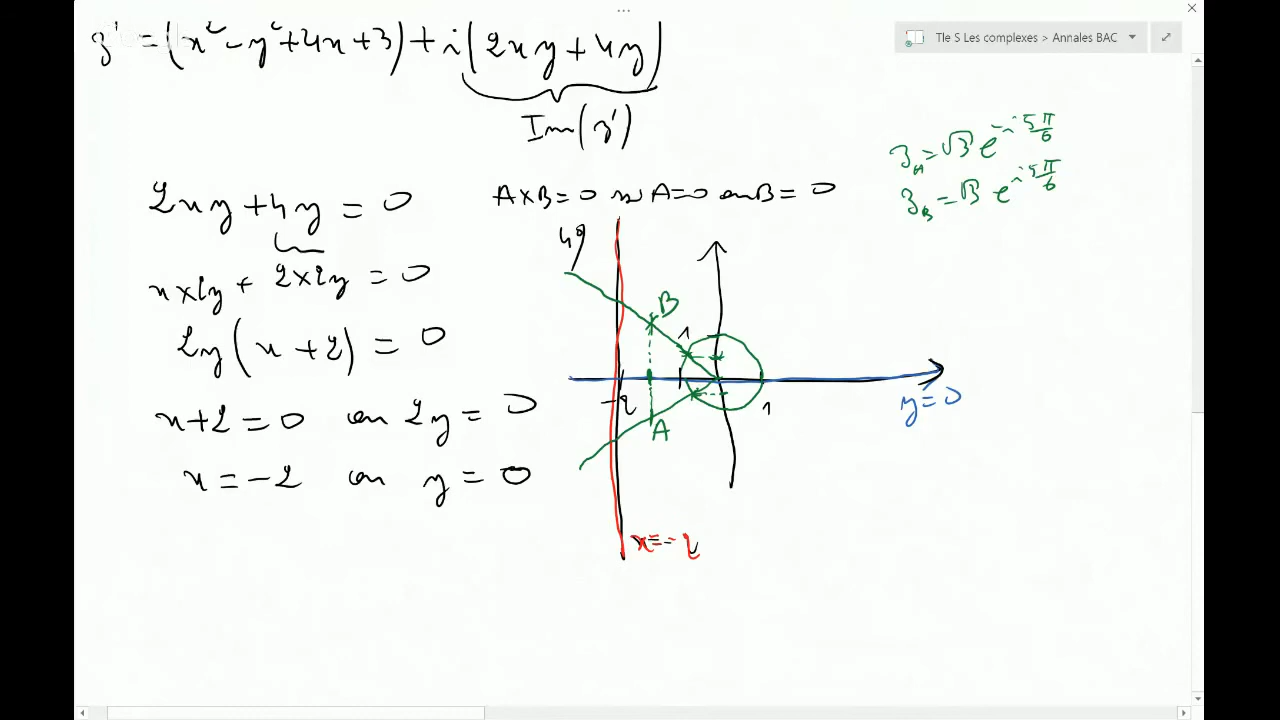 z' = (x² - y² + 4x + 3) + i(2xy + 4y)
Im(z')
Tle S Les complexes > Annales BAC
z_A = √3 e^{-i5π/6}
z_B = √3 e^{-i5π/6}
2xy + 4y = 0
A×B = 0 ⇔ A=0 ou B = 0
x×2y + 2×2y = 0
2y(x + 2) = 0
x+2 = 0 ou 2y = 0
x = -2 ou y = 0
B
1
-2
A
1
y = 0
x = -2